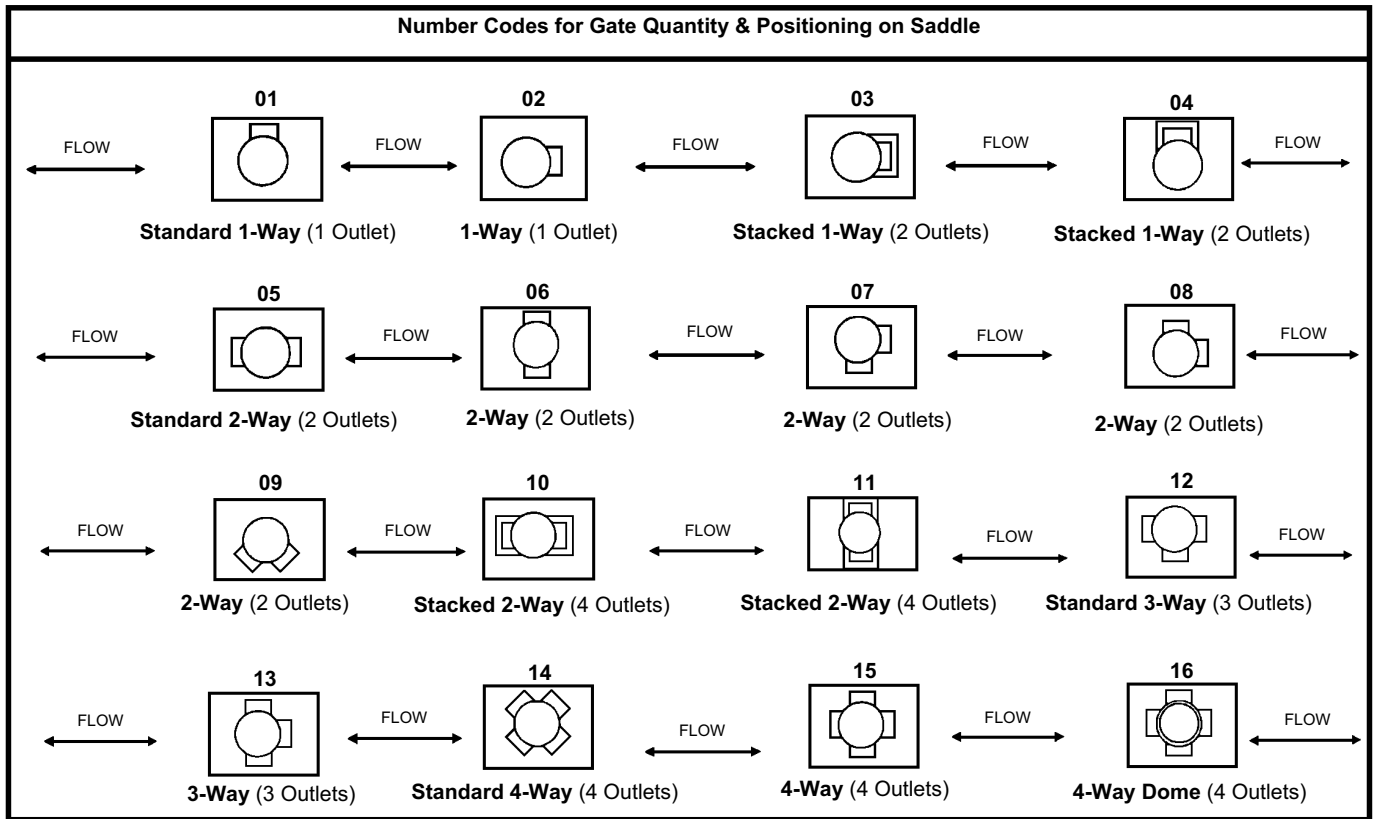 Number Codes for Gate Quantity & Positioning on Saddle
01 02 03 04
FLOW FLOW FLOW FLOW FLOW
Standard 1-Way (1 Outlet) 1-Way (1 Outlet) Stacked 1-Way (2 Outlets) Stacked 1-Way (2 Outlets)
05 06 07 08
FLOW FLOW FLOW FLOW FLOW
Standard 2-Way (2 Outlets) 2-Way (2 Outlets) 2-Way (2 Outlets) 2-Way (2 Outlets)
09 10 11 12
FLOW FLOW FLOW FLOW FLOW
2-Way (2 Outlets) Stacked 2-Way (4 Outlets) Stacked 2-Way (4 Outlets) Standard 3-Way (3 Outlets)
13 14 15 16
FLOW FLOW FLOW FLOW FLOW
3-Way (3 Outlets) Standard 4-Way (4 Outlets) 4-Way (4 Outlets) 4-Way Dome (4 Outlets)